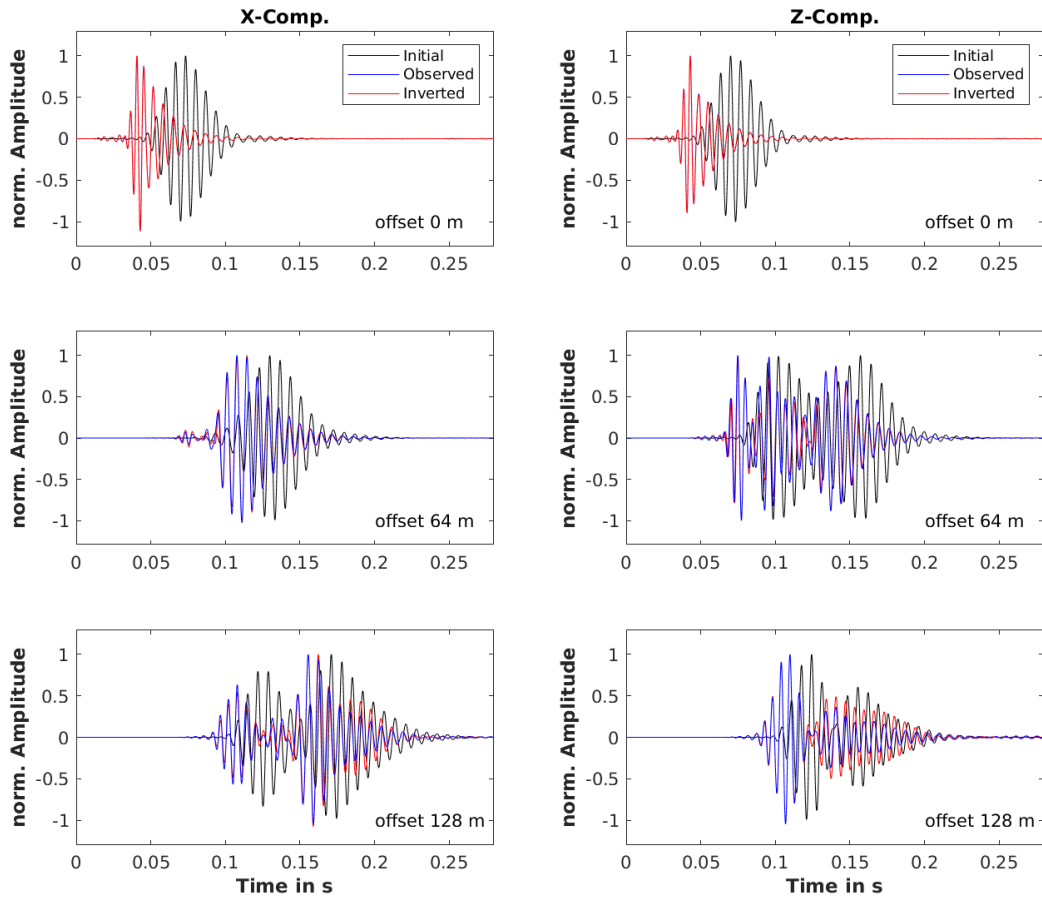 X-Comp.
norm. Amplitude
1
0.5
0
-0.5
-1
Initial
Observed
Inverted
offset 0 m
0 0.05 0.1 0.15 0.2 0.25
Z-Comp.
norm. Amplitude
1
0.5
0
-0.5
-1
Initial
Observed
Inverted
offset 0 m
0 0.05 0.1 0.15 0.2 0.25
norm. Amplitude
1
0.5
0
-0.5
-1
offset 64 m
0 0.05 0.1 0.15 0.2 0.25
norm. Amplitude
1
0.5
0
-0.5
-1
offset 64 m
0 0.05 0.1 0.15 0.2 0.25
norm. Amplitude
1
0.5
0
-0.5
-1
offset 128 m
0 0.05 0.1 0.15 0.2 0.25
Time in s
norm. Amplitude
1
0.5
0
-0.5
-1
offset 128 m
0 0.05 0.1 0.15 0.2 0.25
Time in s